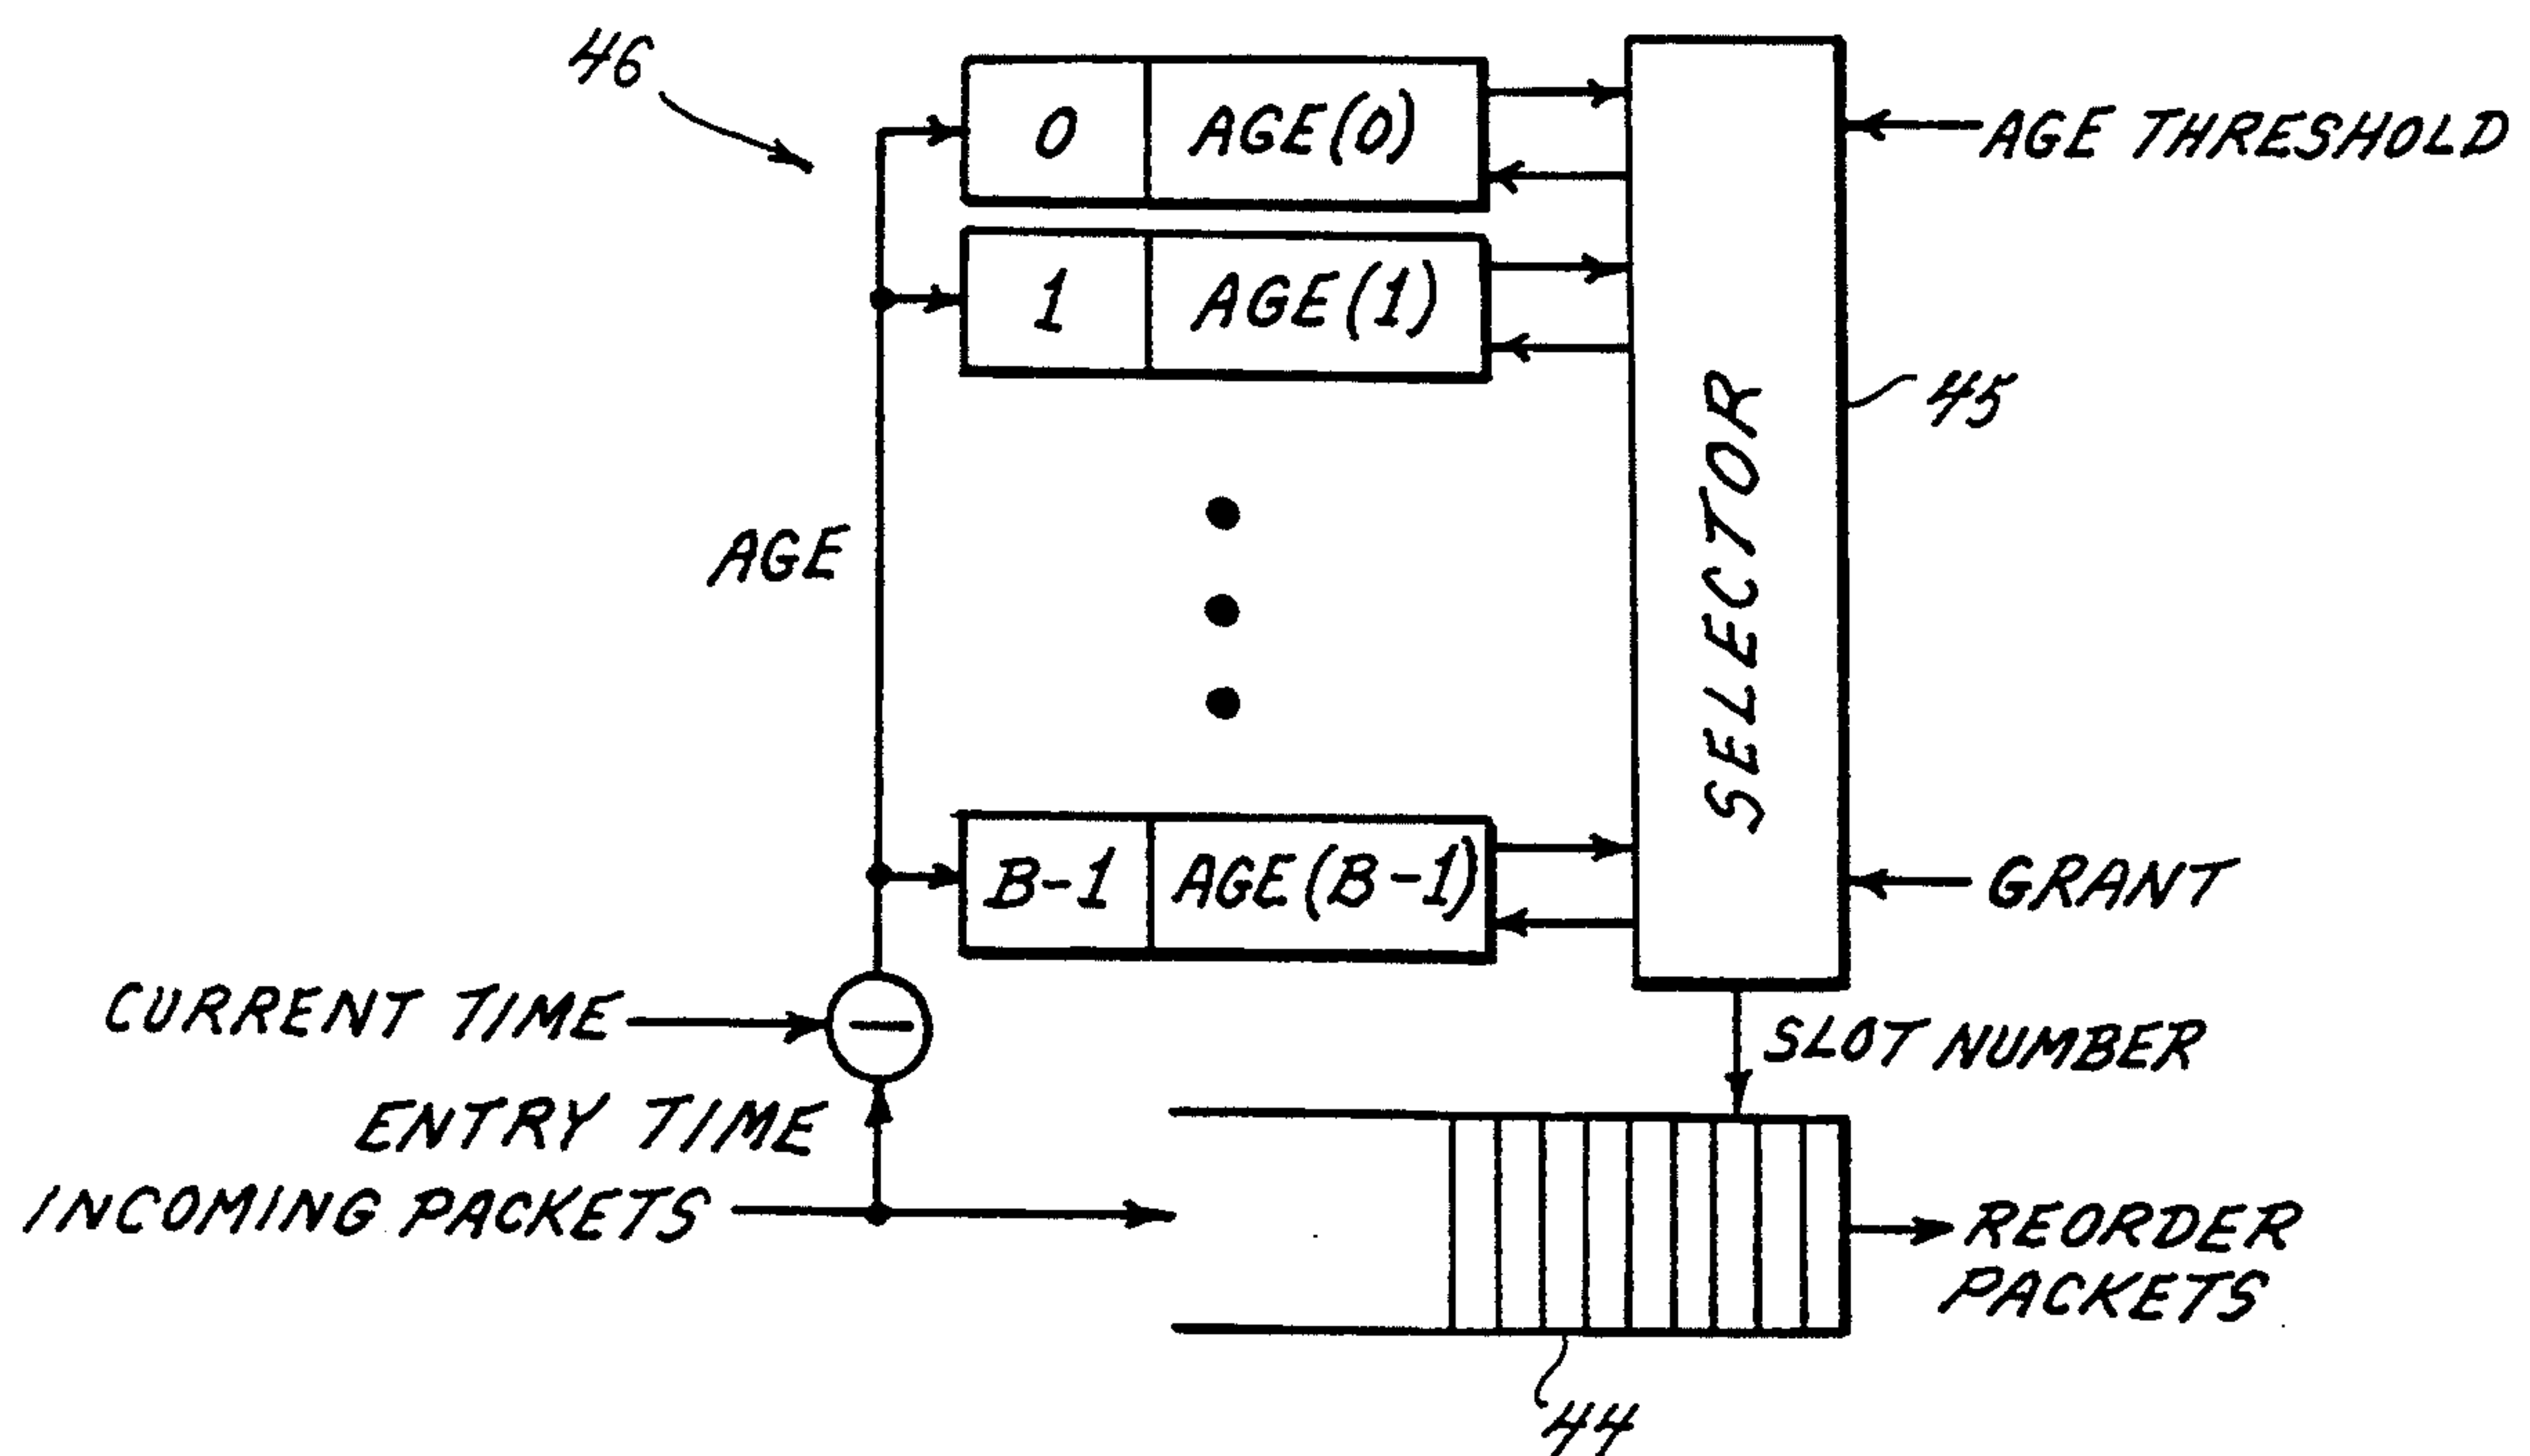 46
0 AGE(0)
AGE THRESHOLD
1 AGE(1)
45
SELECTOR
AGE
B-1 AGE(B-1)
GRANT
CURRENT TIME
SLOT NUMBER
ENTRY TIME
INCOMING PACKETS
REORDER
PACKETS
44